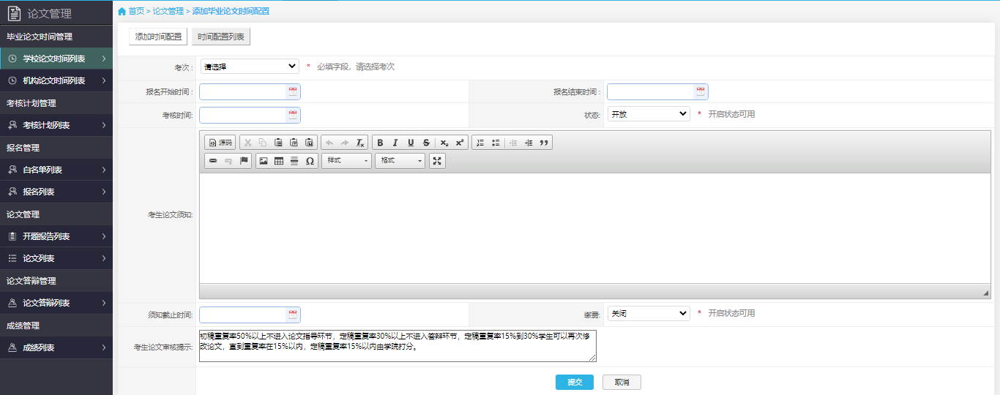 论文管理
毕业论文时间管理
学校论文时间列表
机构论文时间列表
考核计划管理
考核计划列表
报名管理
白名单列表
报名列表
论文管理
开题报告列表
论文列表
论文答辩管理
论文答辩列表
成绩管理
成绩列表
首页 > 论文管理 > 添加毕业论文时间配置
添加时间配置 时间配置列表
考次： 请选择 * 必填字段，请选择考次
报名开始时间： 报名结束时间：
考核时间: 状态: 开放 * 开启状态可用
考生论文须知:
源码 B I U S
样式 格式
须知截止时间: 缴费: 关闭 * 开启状态可用
考生论文审核提示:
初稿重复率50%以上不进入论文指导环节，定稿重复率30%以上不进入答辩环节，定稿重复率15%到30%学生可以再次修
改论文，直到重复率在15%以内，定稿重复率15%以内由学院打分。
提交 取消